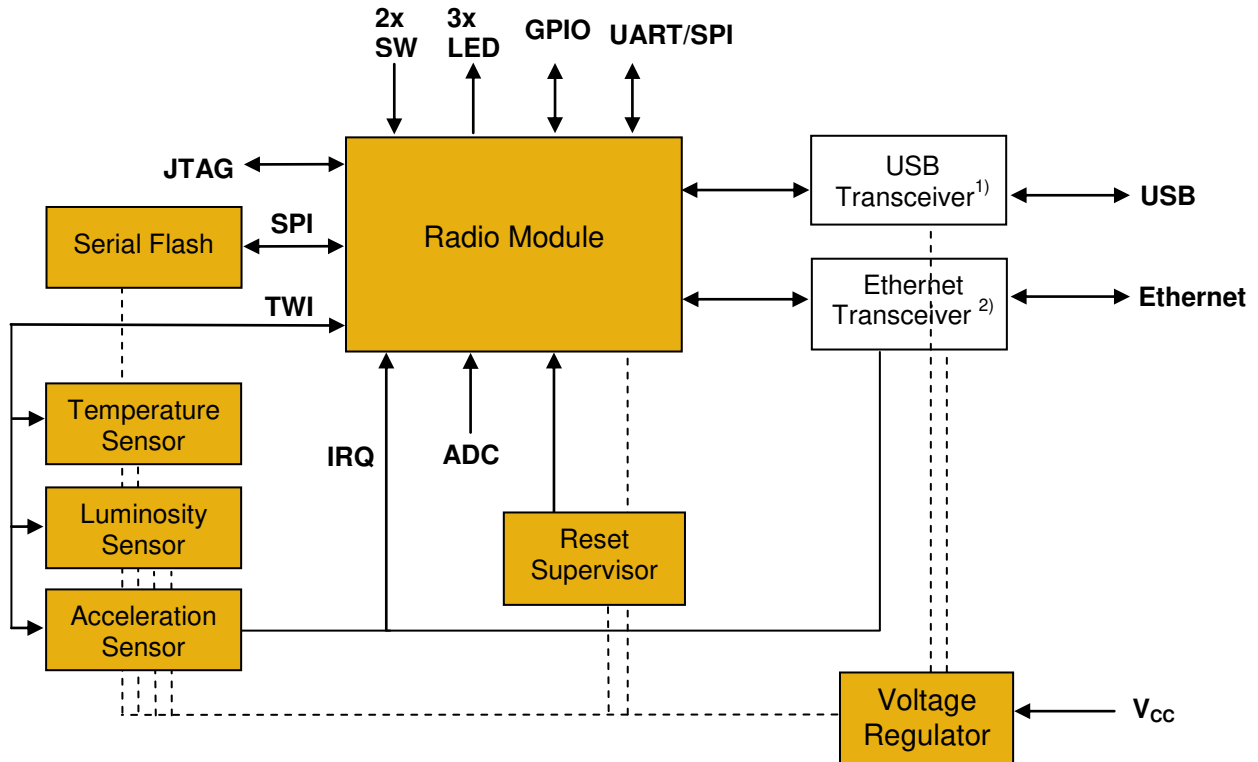 2x
SW
3x
LED
GPIO
UART/SPI
JTAG
SPI
Serial Flash
TWI
Radio Module
USB
Transceiver1)
USB
Ethernet
Transceiver 2)
Ethernet
Temperature
Sensor
Luminosity
Sensor
Acceleration
Sensor
IRQ
ADC
Reset
Supervisor
Voltage
Regulator
VCC